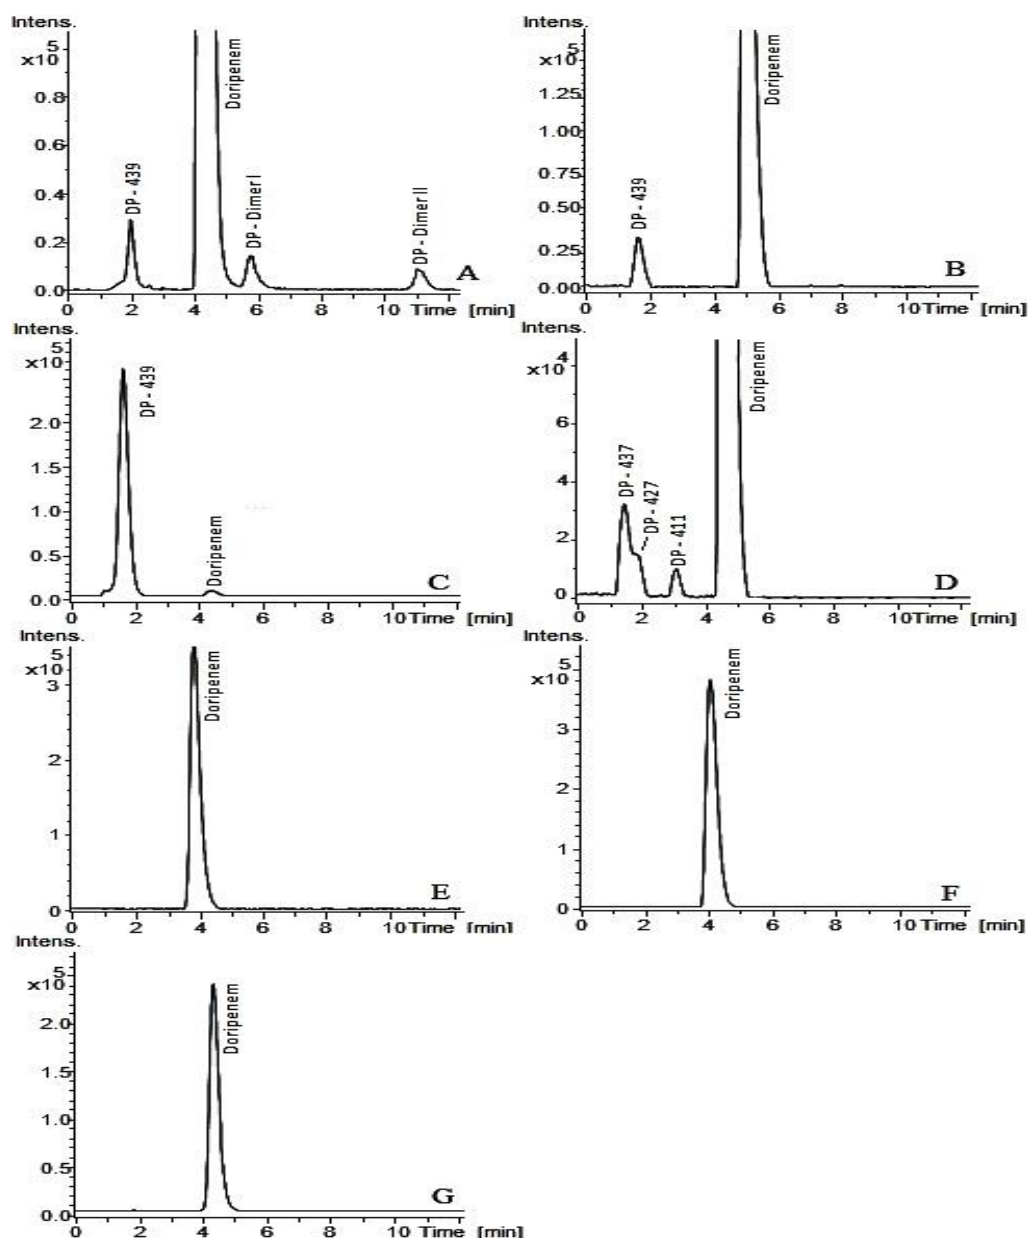 Intens.
x10 5
0.8
0.6
0.4
0.2
0.0
DP - 439
Doripenem
DP - Dimer I
DP - Dimer II
A
0 2 4 6 8 10 Time [min]
Intens.
x10 5
1.25
1.00
0.75
0.50
0.25
0.00
DP - 439
Doripenem
B
0 2 4 6 8 10 Time [min]
Intens.
x10 5
2.0
1.5
1.0
0.5
0.0
DP - 439
Doripenem
C
0 2 4 6 8 10 Time [min]
Intens.
x10 4
6
4
2
0
DP - 437
DP - 427
DP - 411
Doripenem
D
0 2 4 6 8 10 Time [min]
Intens.
x10 5
3
2
1
0
Doripenem
E
0 2 4 6 8 10 Time [min]
Intens.
x10 5
3
2
1
0
Doripenem
F
0 2 4 6 8 10 Time [min]
Intens.
x10 5
2.0
1.5
1.0
0.5
0.0
Doripenem
G
0 2 4 6 8 10 Time [min]